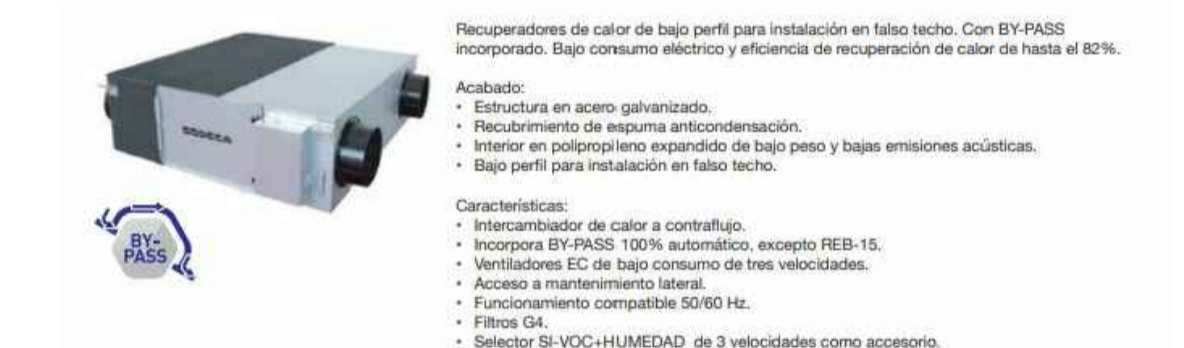 Recuperadores de calor de bajo perfil para instalación en falso techo. Con BY-PASS
incorporado. Bajo consumo eléctrico y eficiencia de recuperación de calor de hasta el 82%.
Acabado:
• Estructura en acero galvanizado.
• Recubrimiento de espuma anticondensación.
• Interior en polipropileno expandido de bajo peso y bajas emisiones acústicas.
• Bajo perfil para instalación en falso techo.
Características:
• Intercambiador de calor a contraflujo.
• Incorpora BY-PASS 100% automático, excepto REB-15.
• Ventiladores EC de bajo consumo de tres velocidades.
• Acceso a mantenimiento lateral.
• Funcionamiento compatible 50/60 Hz.
• Filtros G4.
• Selector SI-VOC+HUMEDAD de 3 velocidades como accesorio.
SODECA
BY-
PASS